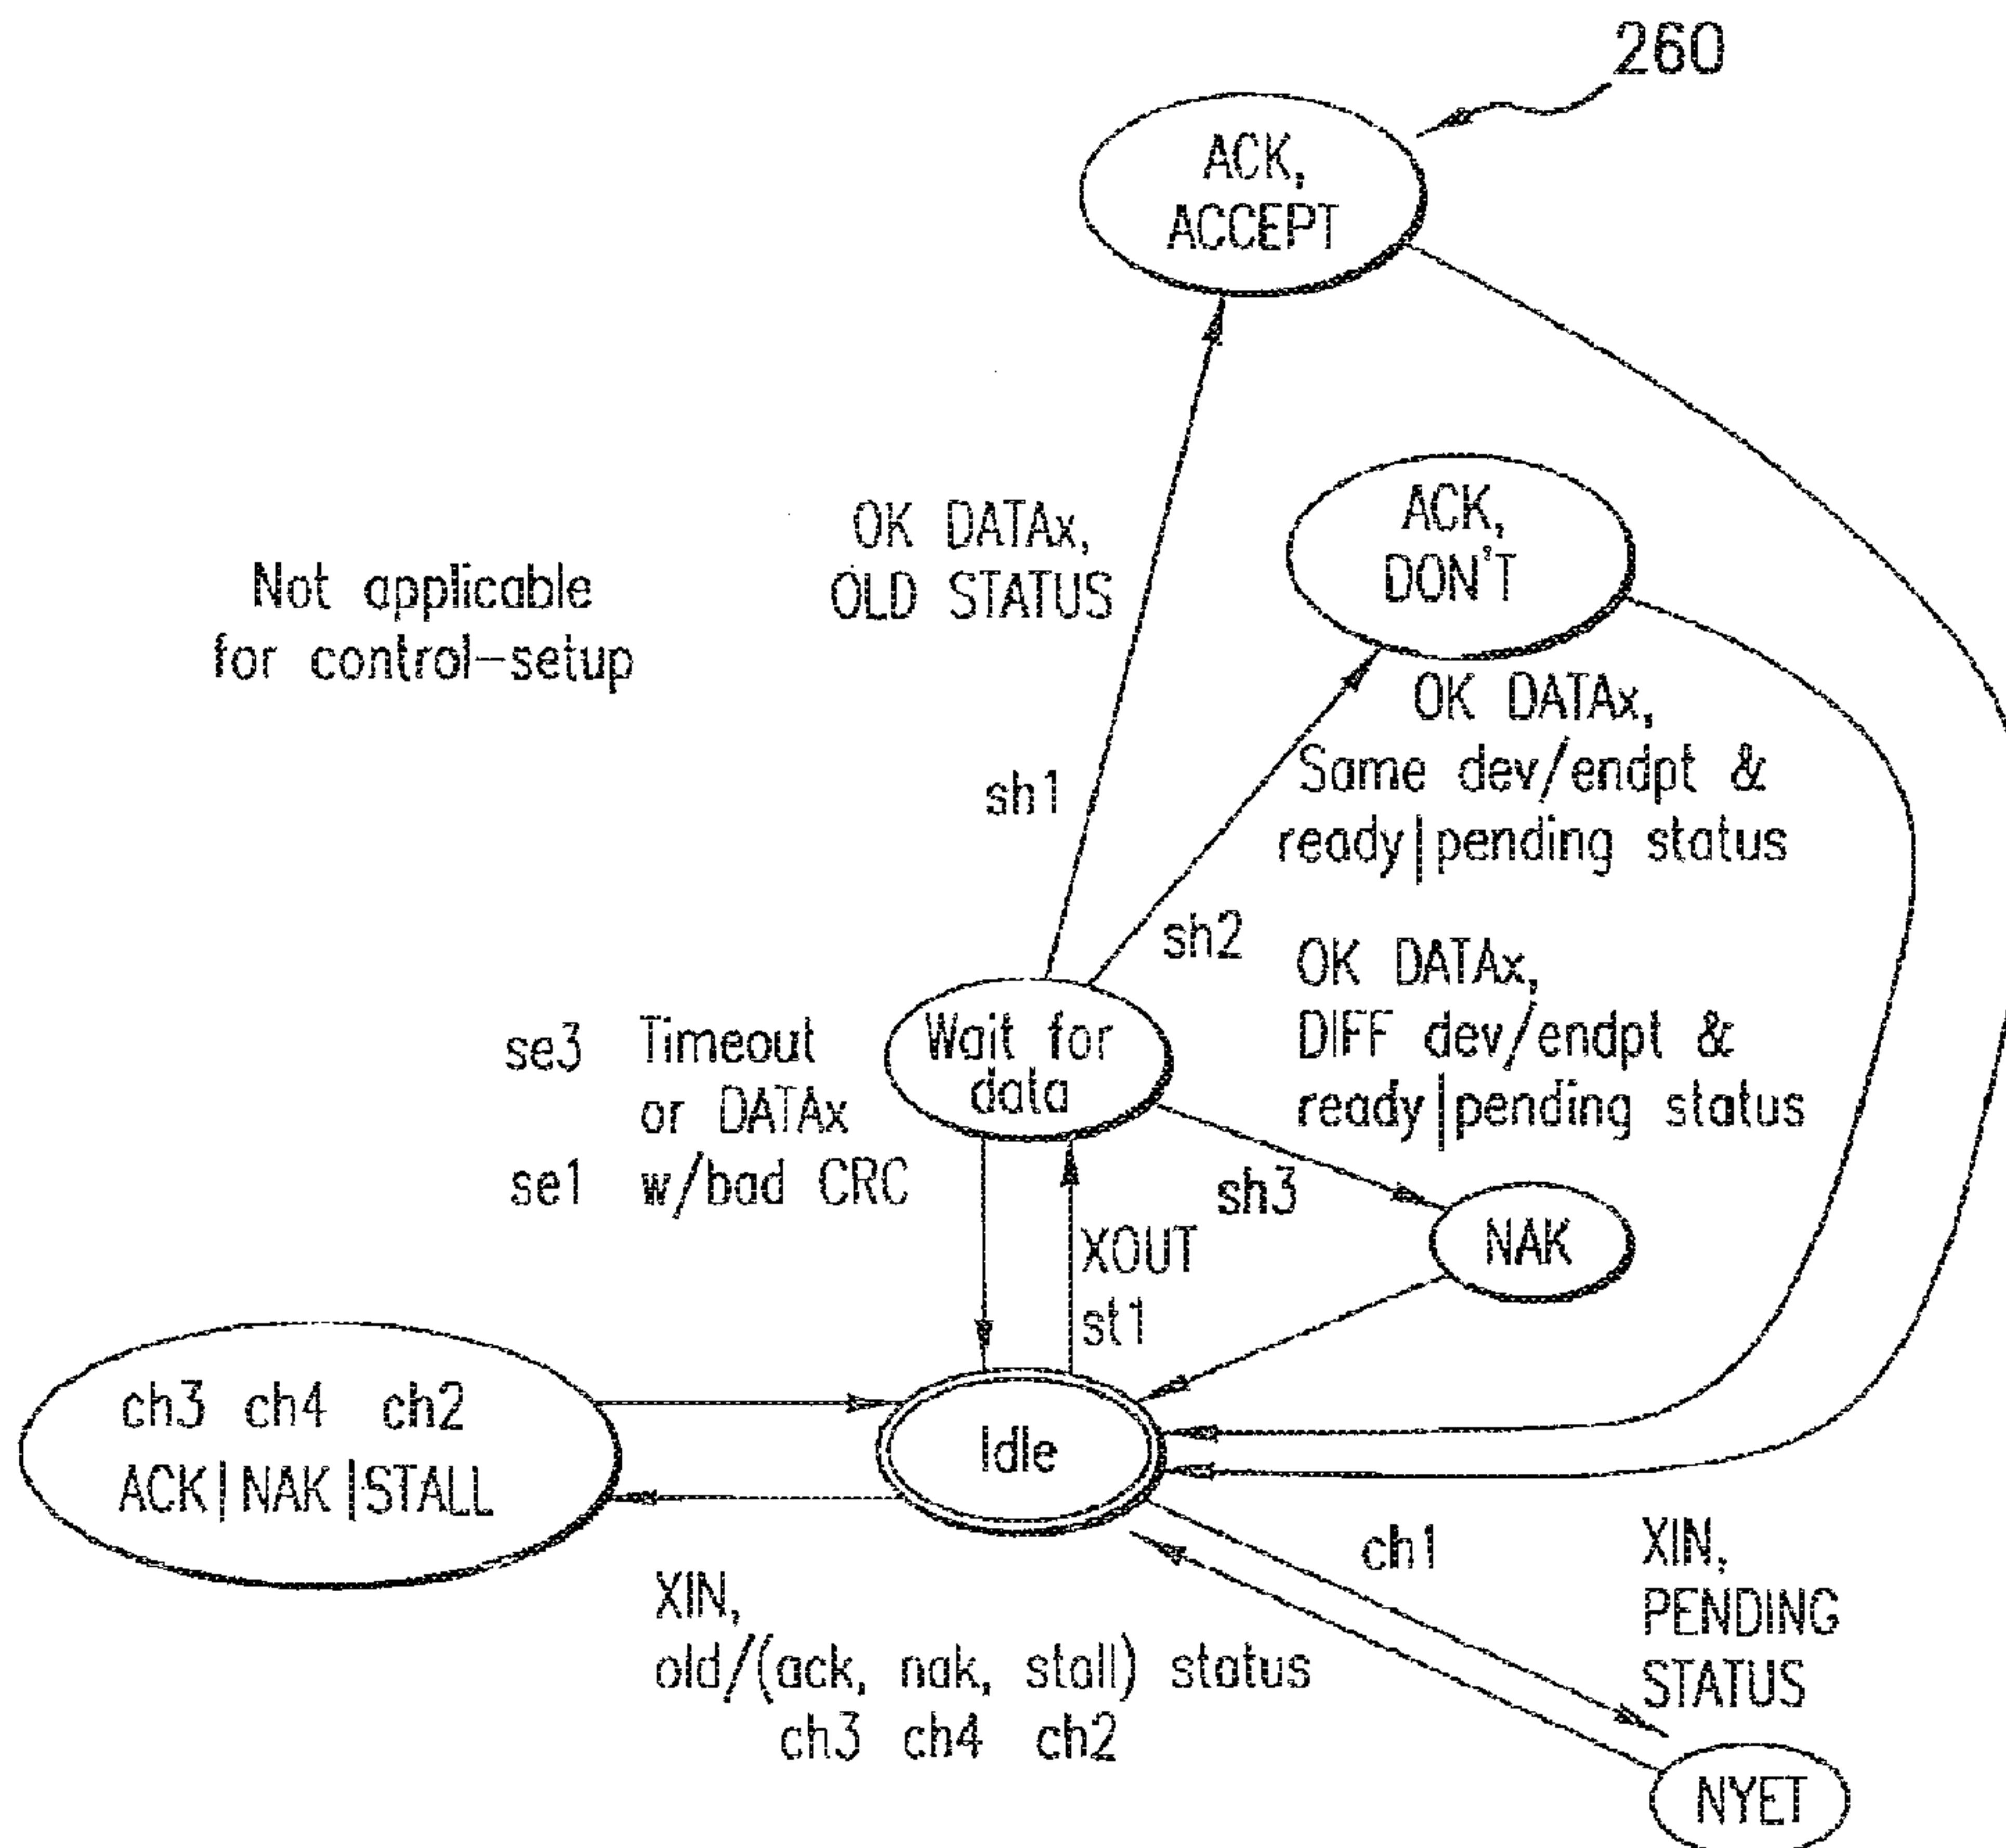 260
ACK,
ACCEPT
OK DATAx,
OLD STATUS
ACK,
DON'T
Not applicable
for control-setup
OK DATAx,
Same dev/endpt &
ready|pending status
sh1
sh2
OK DATAx,
DIFF dev/endpt &
ready|pending status
Wait for
data
se3 Timeout
or DATAx
se1 w/bad CRC
sh3
NAK
XOUT
st1
ch3 ch4 ch2
ACK|NAK|STALL
Idle
ch1
XIN,
PENDING
STATUS
XIN,
old/(ack, nak, stall) status
ch3 ch4 ch2
NYET